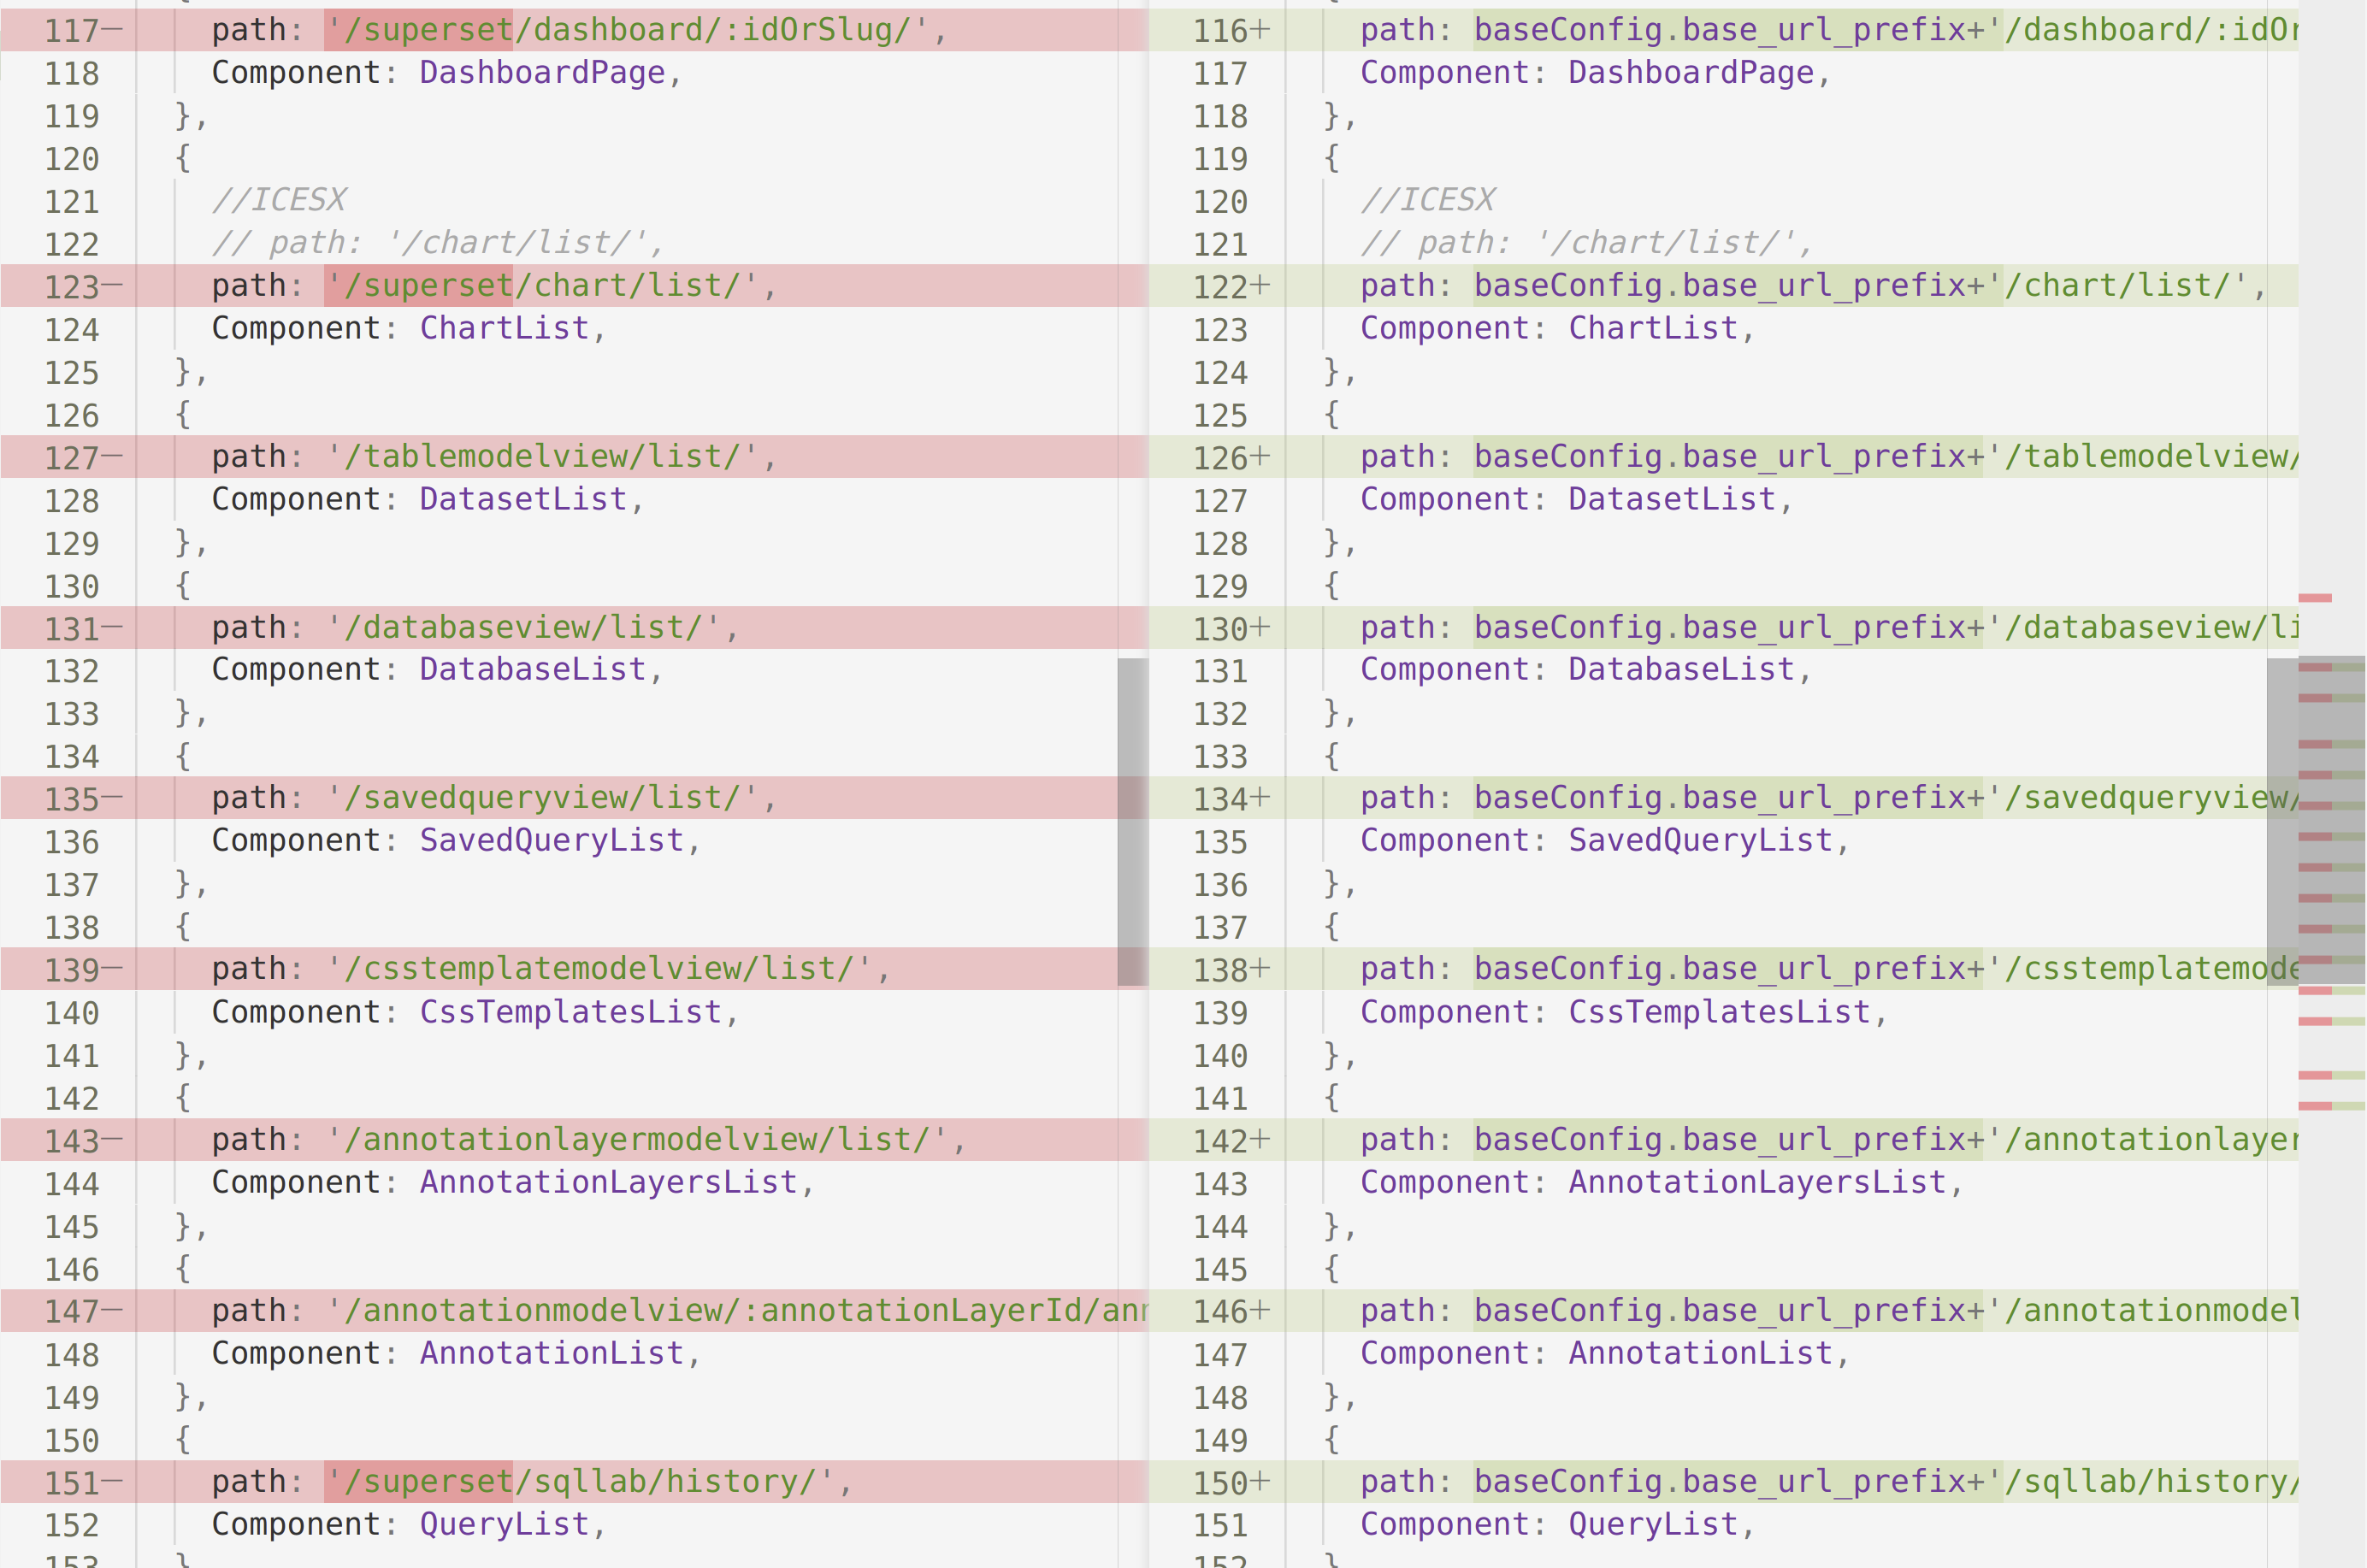 117— path: '/superset/dashboard/:idOrSlug/',
118 Component: DashboardPage,
119 },
120 {
121 //ICESX
122 // path: '/chart/list/',
123— path: '/superset/chart/list/',
124 Component: ChartList,
125 },
126 {
127— path: '/tablemodelview/list/',
128 Component: DatasetList,
129 },
130 {
131— path: '/databaseview/list/',
132 Component: DatabaseList,
133 },
134 {
135— path: '/savedqueryview/list/',
136 Component: SavedQueryList,
137 },
138 {
139— path: '/csstemplatemodelview/list/',
140 Component: CssTemplatesList,
141 },
142 {
143— path: '/annotationlayermodelview/list/',
144 Component: AnnotationLayersList,
145 },
146 {
147— path: '/annotationmodelview/:annotationLayerId/ann
148 Component: AnnotationList,
149 },
150 {
151— path: '/superset/sqllab/history/',
152 Component: QueryList,
153 }
116+ path: baseConfig.base_url_prefix+'/dashboard/:idOr
117 Component: DashboardPage,
118 },
119 {
120 //ICESX
121 // path: '/chart/list/',
122+ path: baseConfig.base_url_prefix+'/chart/list/',
123 Component: ChartList,
124 },
125 {
126+ path: baseConfig.base_url_prefix+'/tablemodelview/
127 Component: DatasetList,
128 },
129 {
130+ path: baseConfig.base_url_prefix+'/databaseview/li
131 Component: DatabaseList,
132 },
133 {
134+ path: baseConfig.base_url_prefix+'/savedqueryview/
135 Component: SavedQueryList,
136 },
137 {
138+ path: baseConfig.base_url_prefix+'/csstemplatemode
139 Component: CssTemplatesList,
140 },
141 {
142+ path: baseConfig.base_url_prefix+'/annotationlayer
143 Component: AnnotationLayersList,
144 },
145 {
146+ path: baseConfig.base_url_prefix+'/annotationmodel
147 Component: AnnotationList,
148 },
149 {
150+ path: baseConfig.base_url_prefix+'/sqllab/history/
151 Component: QueryList,
152 }